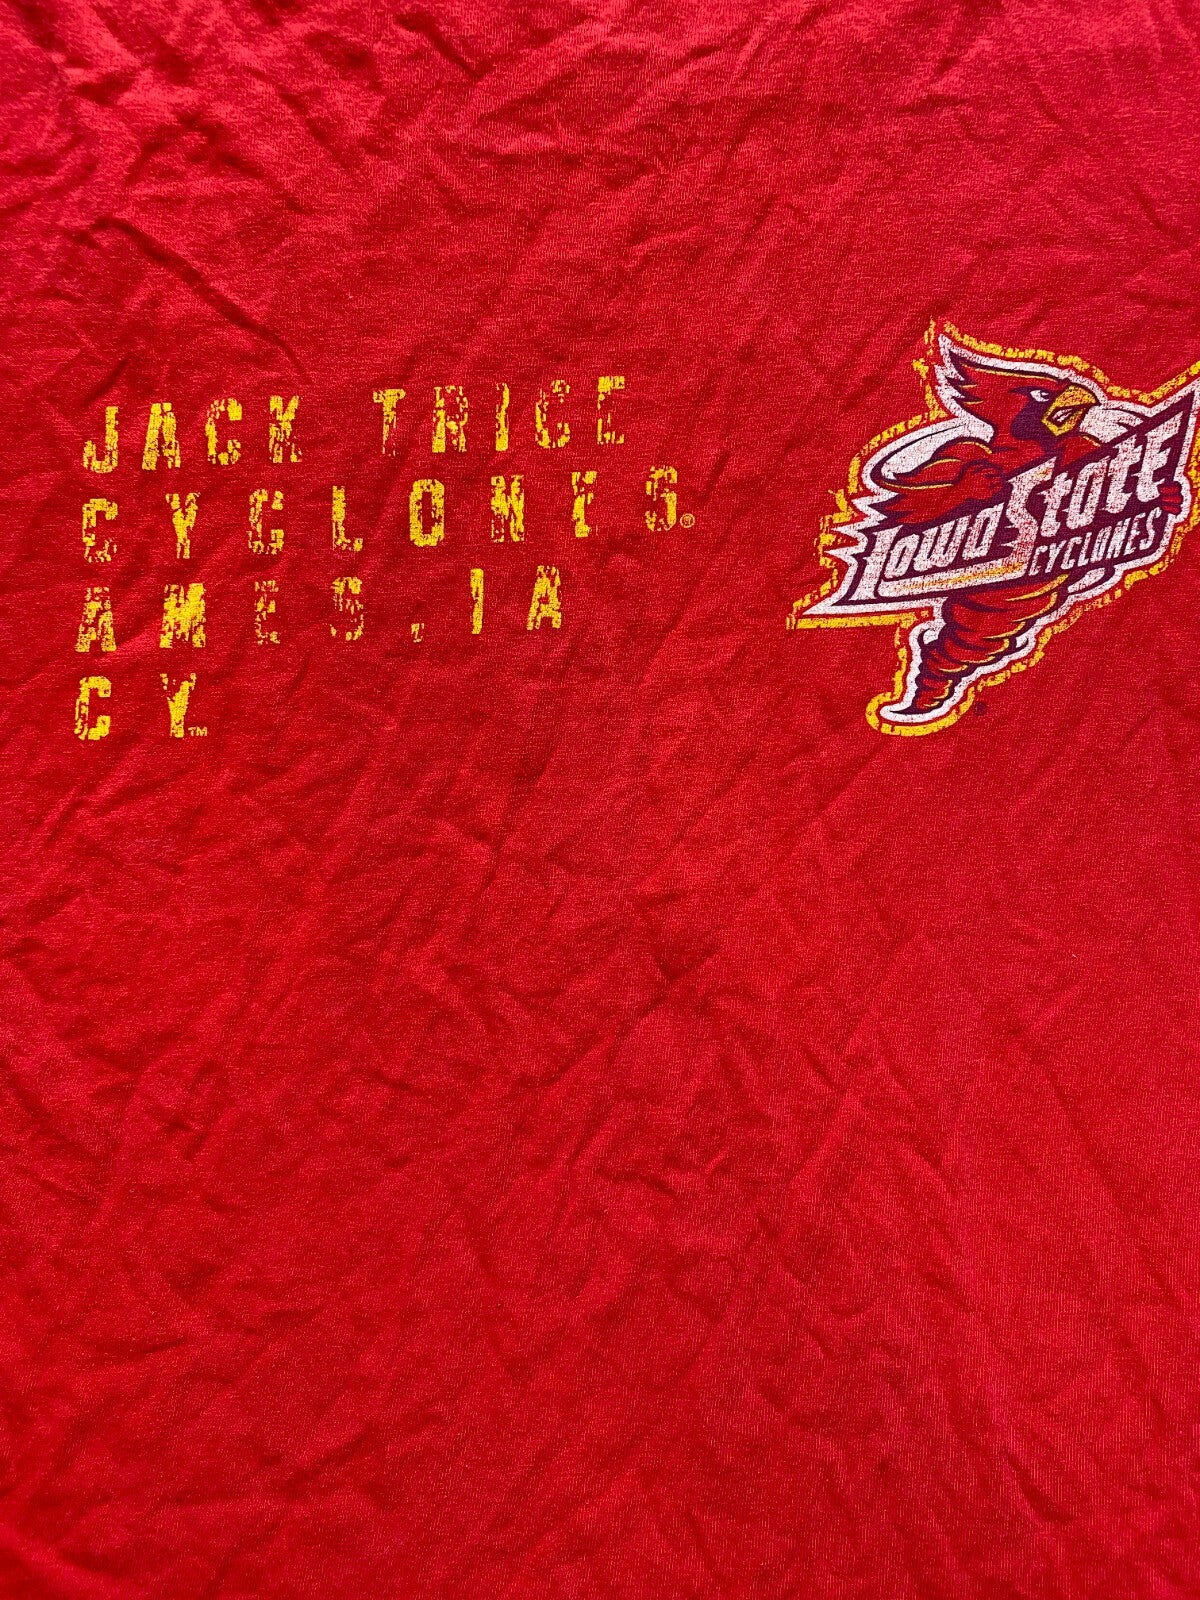 JACK TRICE
CYCLONES®
AMES, IA
CY™
Iowa State
CYCLONES
®